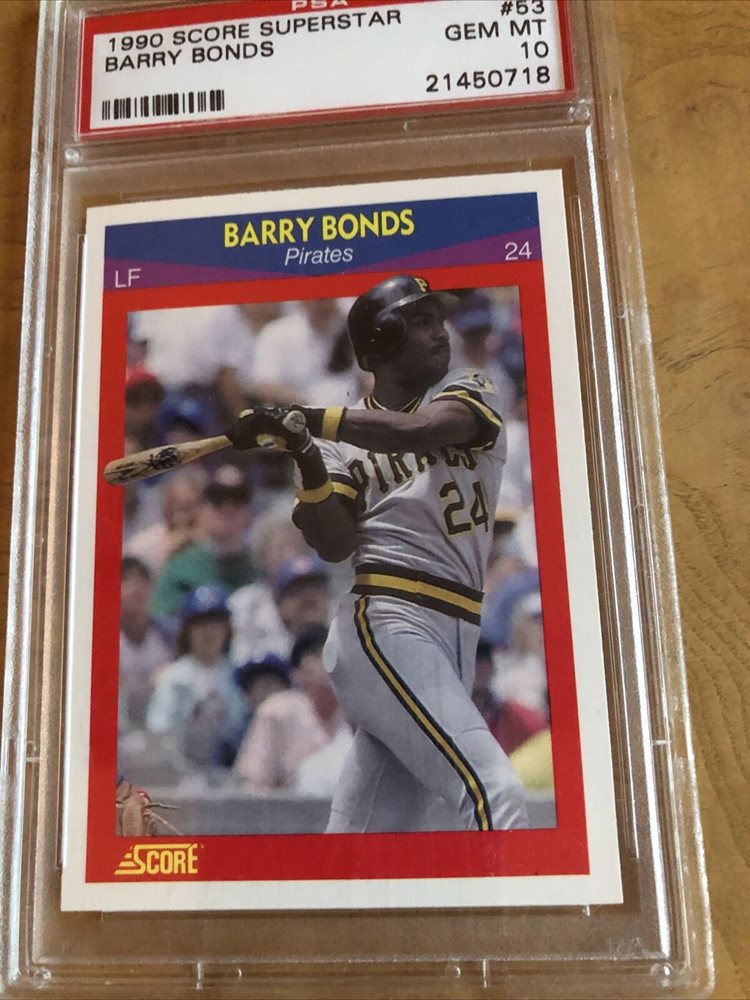 PSA
1990 SCORE SUPERSTAR #53
BARRY BONDS GEM MT
10
21450718
BARRY BONDS
Pirates
LF 24
P
PIRATES
24
SCORE